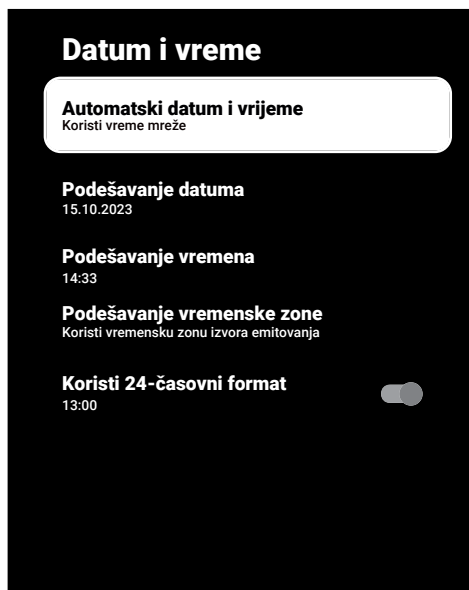 Datum i vreme
Automatski datum i vrijeme
Koristi vreme mreže
Podešavanje datuma
15.10.2023
Podešavanje vremena
14:33
Podešavanje vremenske zone
Koristi vremensku zonu izvora emitovanja
Koristi 24-časovni format
13:00